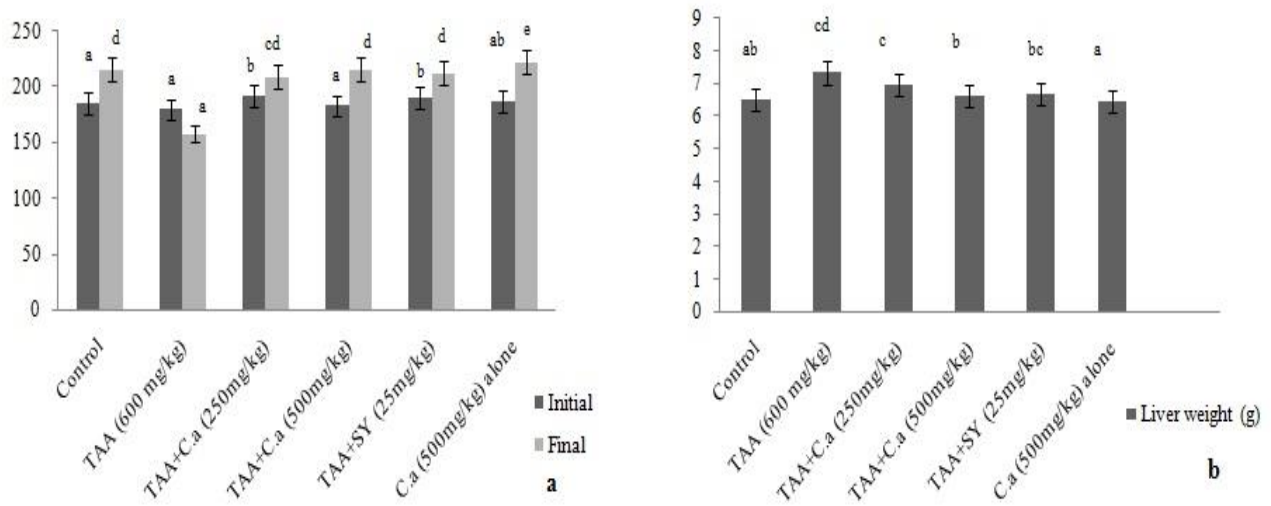 250
200
150
100
50
0
a d
a a
b cd
a d
b d
ab e
Control
TAA (600 mg/kg)
TAA+C.a (250mg/kg)
TAA+C.a (500mg/kg)
TAA+SY (25mg/kg)
C.a (500mg/kg) alone
Initial
Final
a
9
8
7
6
5
4
3
2
1
0
ab cd c b bc a
Control
TAA (600 mg/kg)
TAA+C.a (250mg/kg)
TAA+C.a (500mg/kg)
TAA+SY (25mg/kg)
C.a (500mg/kg) alone
Liver weight (g)
b